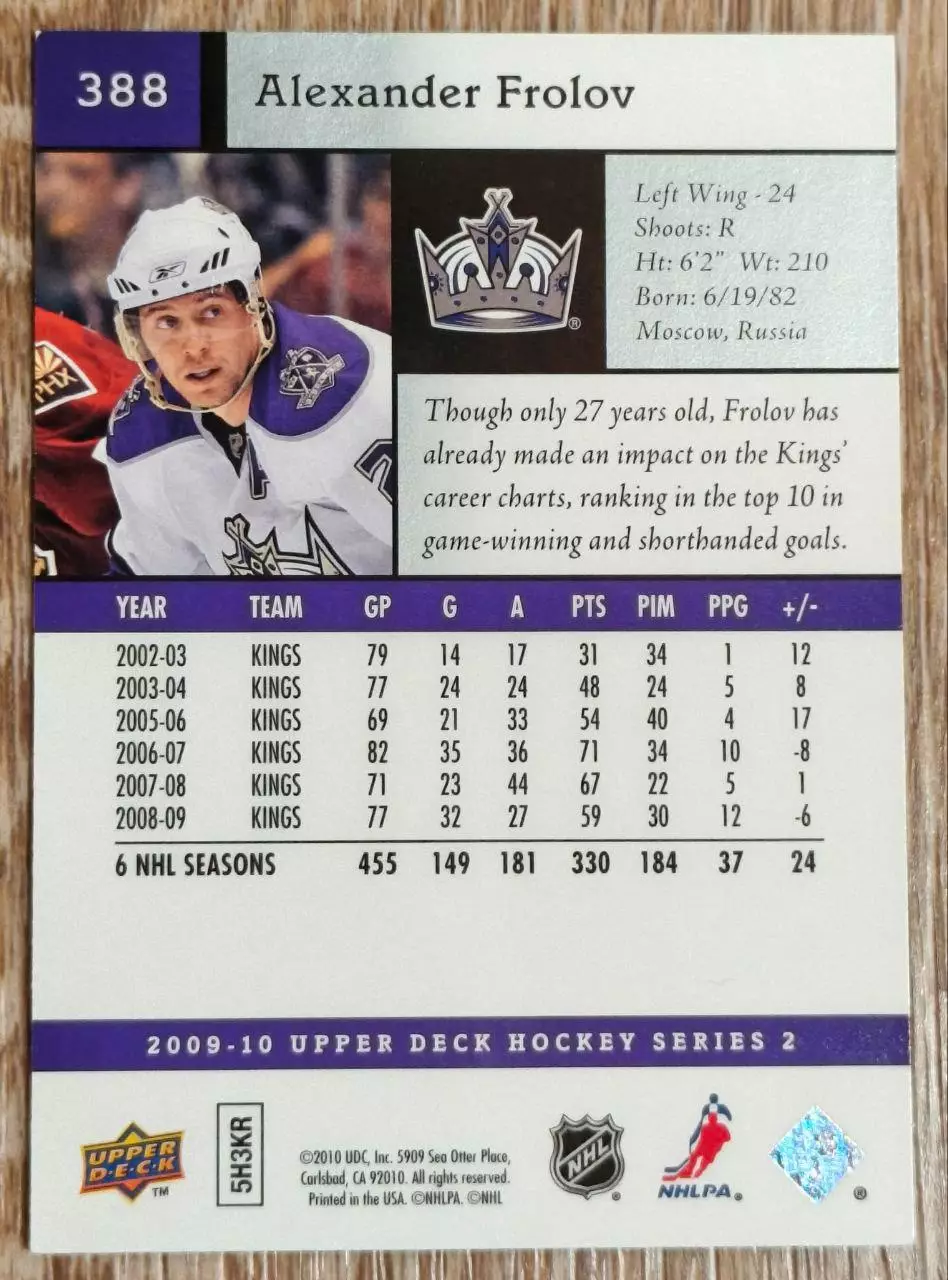 388
Alexander Frolov
Left Wing - 24
Shoots: R
Ht: 6'2" Wt: 210
Born: 6/19/82
Moscow, Russia
PHX
Though only 27 years old, Frolov has
already made an impact on the Kings'
career charts, ranking in the top 10 in
game-winning and shorthanded goals.
YEAR TEAM GP G A PTS PIM PPG +/-
2002-03 KINGS 79 14 17 31 34 1 12
2003-04 KINGS 77 24 24 48 24 5 8
2005-06 KINGS 69 21 33 54 40 4 17
2006-07 KINGS 82 35 36 71 34 10 -8
2007-08 KINGS 71 23 44 67 22 5 1
2008-09 KINGS 77 32 27 59 30 12 -6
6 NHL SEASONS 455 149 181 330 184 37 24
2009-10 UPPER DECK HOCKEY SERIES 2
UPPER
DECK
TM
5H3KR
©2010 UDC, Inc. 5909 Sea Otter Place,
Carlsbad, CA 92010. All rights reserved.
Printed in the USA. ©NHLPA. ©NHL
NHL
®
NHLPA®
®